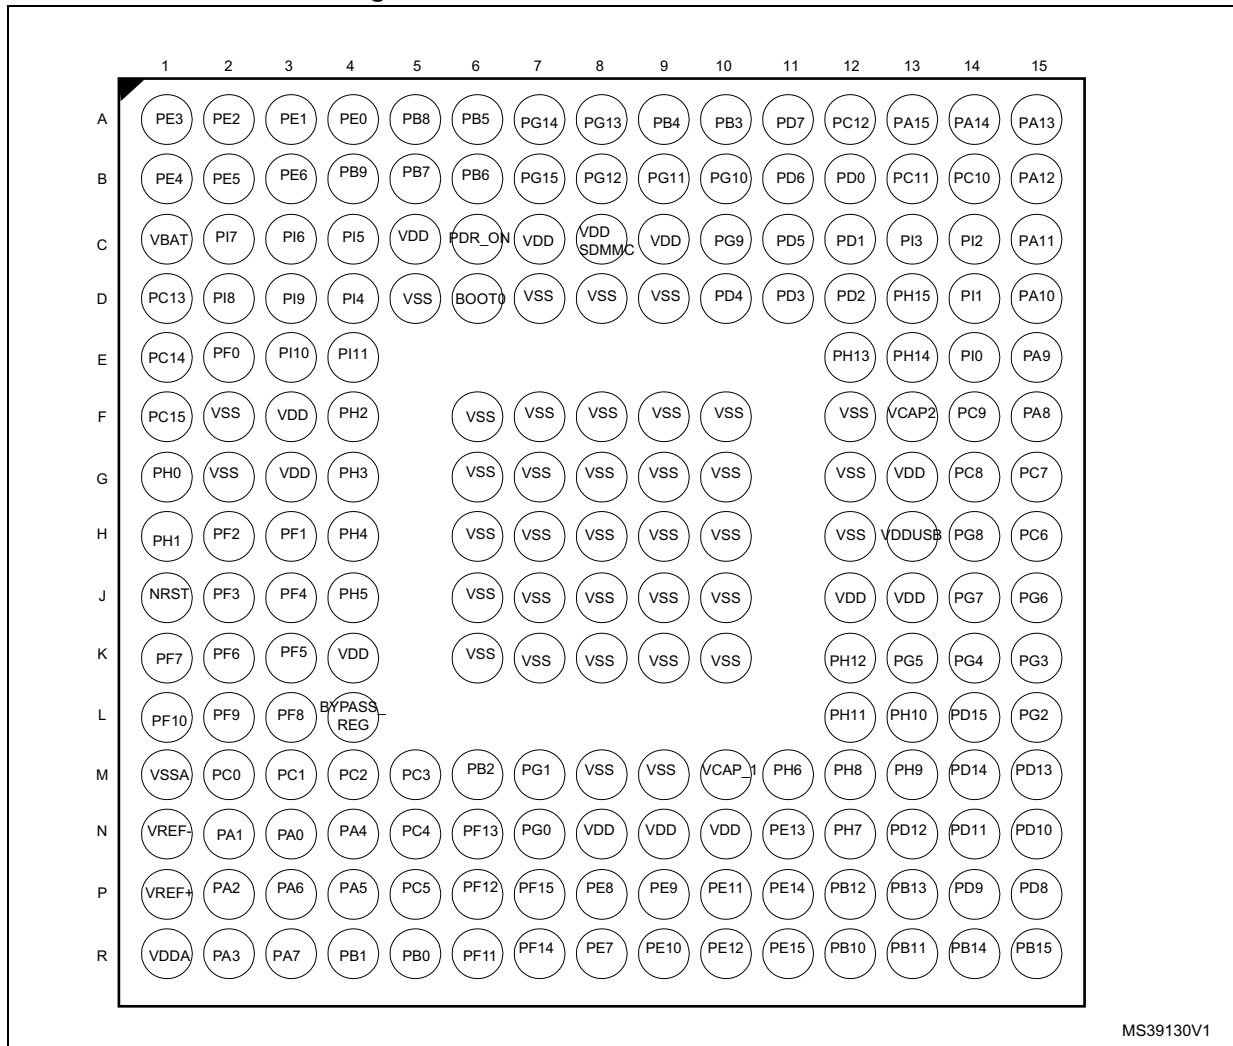 1 2 3 4 5 6 7 8 9 10 11 12 13 14 15
A PE3 PE2 PE1 PE0 PB8 PB5 PG14 PG13 PB4 PB3 PD7 PC12 PA15 PA14 PA13
B PE4 PE5 PE6 PB9 PB7 PB6 PG15 PG12 PG11 PG10 PD6 PD0 PC11 PC10 PA12
C VBAT PI7 PI6 PI5 VDD PDR_ON VDD VDD SDMMC VDD PG9 PD5 PD1 PI3 PI2 PA11
D PC13 PI8 PI9 PI4 VSS BOOT0 VSS VSS VSS PD4 PD3 PD2 PH15 PI1 PA10
E PC14 PF0 PI10 PI11 PH13 PH14 PI0 PA9
F PC15 VSS VDD PH2 VSS VSS VSS VSS VSS VSS VCAP2 PC9 PA8
G PH0 VSS VDD PH3 VSS VSS VSS VSS VSS VSS VDD PC8 PC7
H PH1 PF2 PF1 PH4 VSS VSS VSS VSS VSS VSS VDDUSB PG8 PC6
J NRST PF3 PF4 PH5 VSS VSS VSS VSS VSS VDD VDD PG7 PG6
K PF7 PF6 PF5 VDD VSS VSS VSS VSS VSS PH12 PG5 PG4 PG3
L PF10 PF9 PF8 BYPASS_ REG PH11 PH10 PD15 PG2
M VSSA PC0 PC1 PC2 PC3 PB2 PG1 VSS VSS VCAP_1 PH6 PH8 PH9 PD14 PD13
N VREF- PA1 PA0 PA4 PC4 PF13 PG0 VDD VDD VDD PE13 PH7 PD12 PD11 PD10
P VREF+ PA2 PA6 PA5 PC5 PF12 PF15 PE8 PE9 PE11 PE14 PB12 PB13 PD9 PD8
R VDDA PA3 PA7 PB1 PB0 PF11 PF14 PE7 PE10 PE12 PE15 PB10 PB11 PB14 PB15
MS39130V1